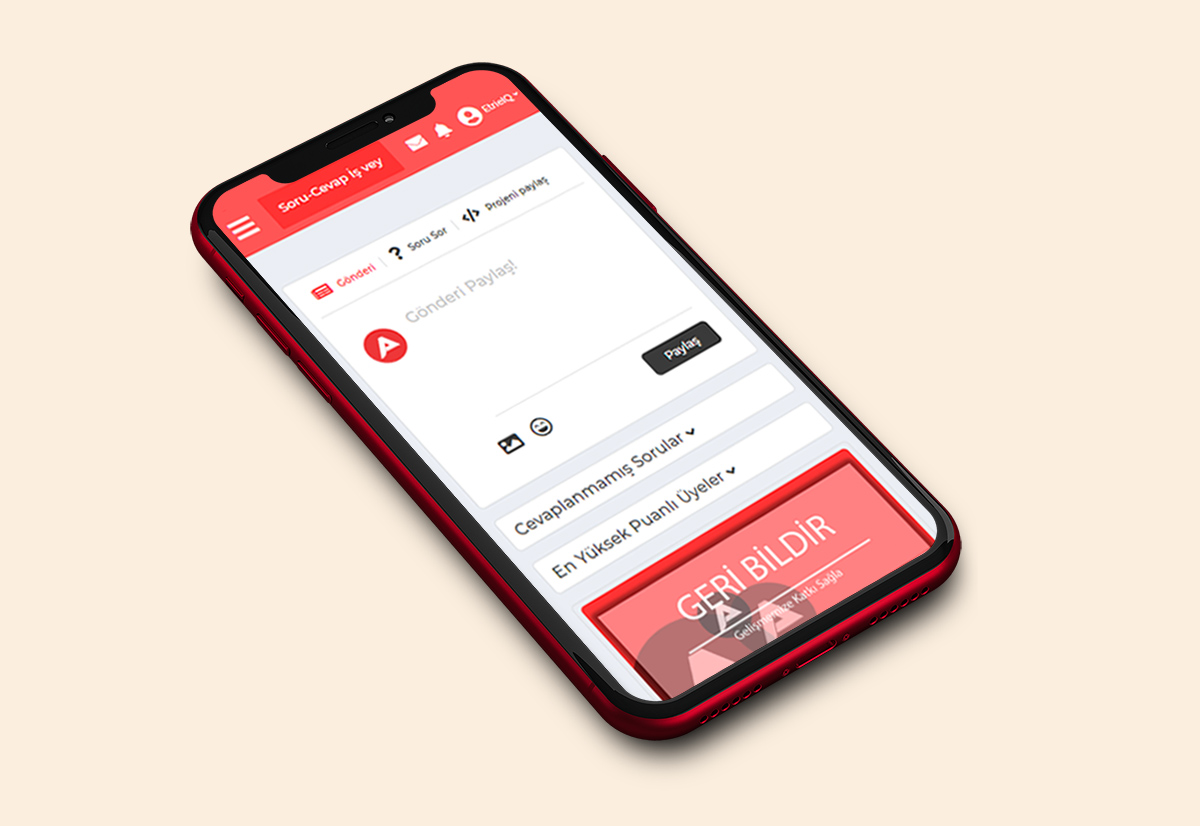 EtrielQ
Soru-Cevap İş vey
Gönderi
Soru Sor
Projeni paylaş
Gönderi Paylaş!
Paylaş
Cevaplanmamış Sorular
En Yüksek Puanlı Üyeler
GERİ BİLDİR
Gelişmemize Katkı Sağla